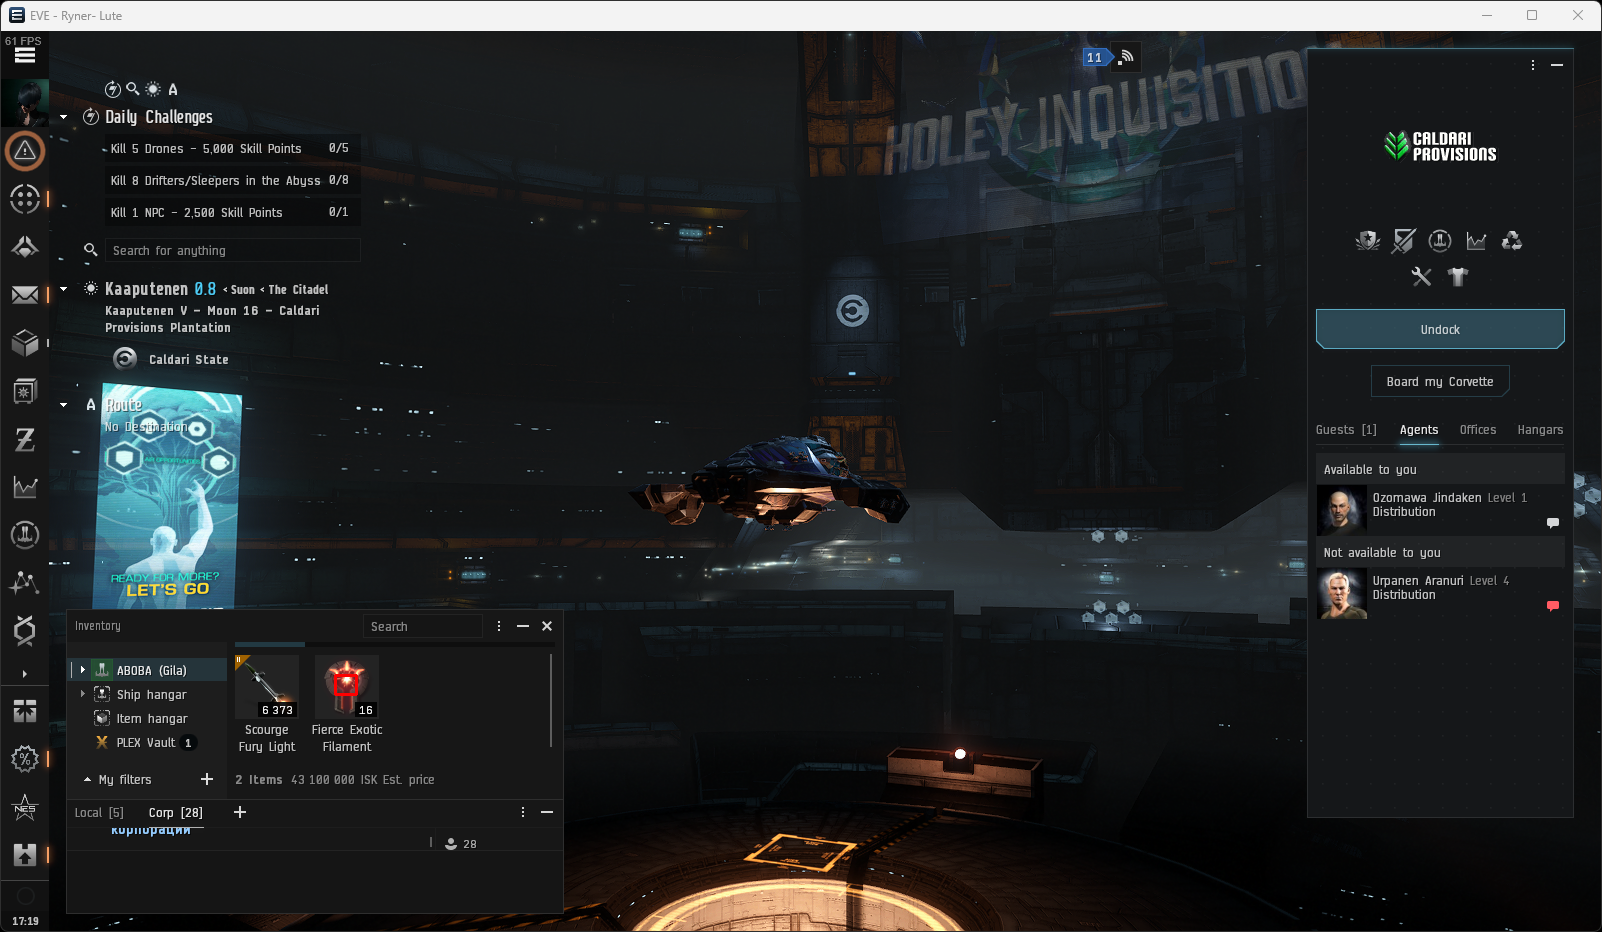 EVE - Ryner- Lute
61 FPS
11
HOLEY INQUISITIO
A
Daily Challenges
Kill 5 Drones - 5,000 Skill Points 0/5
Kill 8 Drifters/Sleepers in the Abyss 0/8
Kill 1 NPC - 2,500 Skill Points 0/1
Search for anything
Kaaputenen 0.8 < Suon < The Citadel
Kaaputenen V - Moon 16 - Caldari
Provisions Plantation
Caldari State
A Route
No Destination
READY FOR MORE?
LET'S GO
Inventory
Search
ABOBA (Gila)
Ship hangar
Item hangar
PLEX Vault 1
My filters
II
6 373
Scourge
Fury Light
16
Fierce Exotic
Filament
2 Items 43 100 000 ISK Est. price
Local [5] Corp [28]
корпорации
28
NES
17:19
CALDARI
PROVISIONS
Undock
Board my Corvette
Guests [1] Agents Offices Hangars
Available to you
Ozomawa Jindaken Level 1
Distribution
Not available to you
Urpanen Aranuri Level 4
Distribution